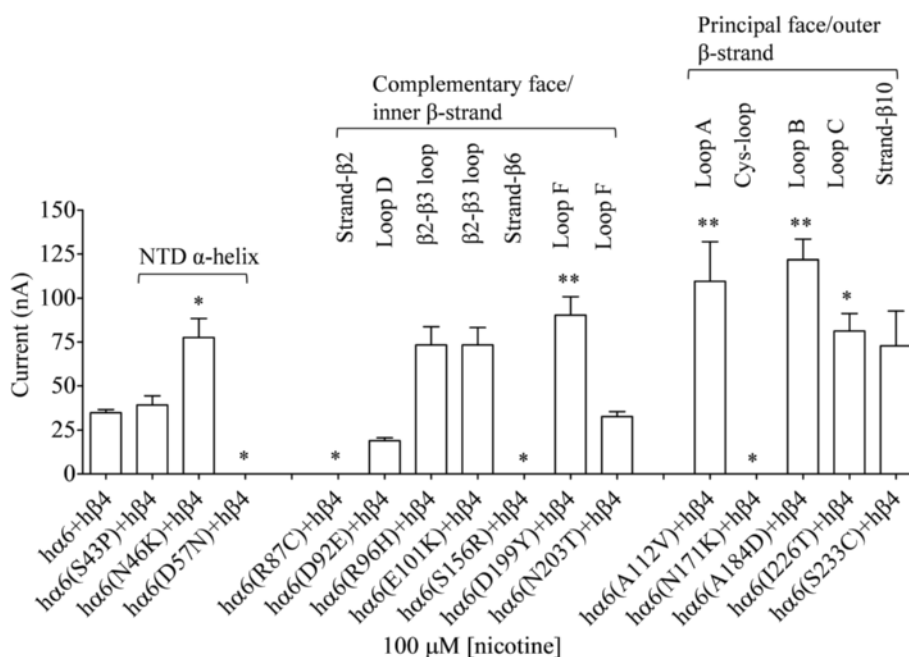 Principal face/outer
β-strand
Complementary face/
inner β-strand
Strand-β2
Loop D
β2-β3 loop
β2-β3 loop
Strand-β6
Loop F
Loop F
Loop A
Cys-loop
Loop B
Loop C
Strand-β10
NTD α-helix
Current (nA)
150
125
100
75
50
25
0
*
*
*
*
**
**
*
**
*
hα6+hβ4
hα6(S43P)+hβ4
hα6(N46K)+hβ4
hα6(D57N)+hβ4
hα6(R87C)+hβ4
hα6(D92E)+hβ4
hα6(R96H)+hβ4
hα6(E101K)+hβ4
hα6(S156R)+hβ4
hα6(D199Y)+hβ4
hα6(N203T)+hβ4
hα6(A112V)+hβ4
hα6(N171K)+hβ4
hα6(A184D)+hβ4
hα6(I226T)+hβ4
hα6(S233C)+hβ4
100 μM [nicotine]